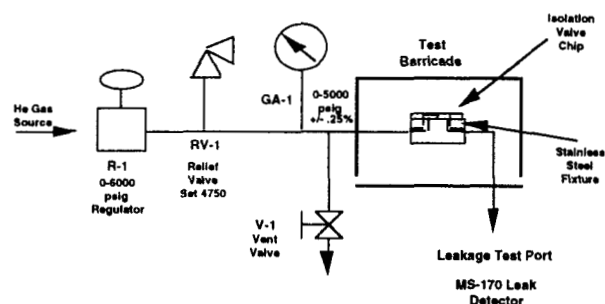 Isolation
Valve
Chip
Test
Barricade
He Gas
Source
GA-1
0-5000
psig
+/- .25%
R-1
0-6000
psig
Regulator
RV-1
Relief
Valve
Set 4750
Stainless
Steel
Fixture
V-1
Vent
Valve
Leakage Test Port
MS-170 Leak
Detector